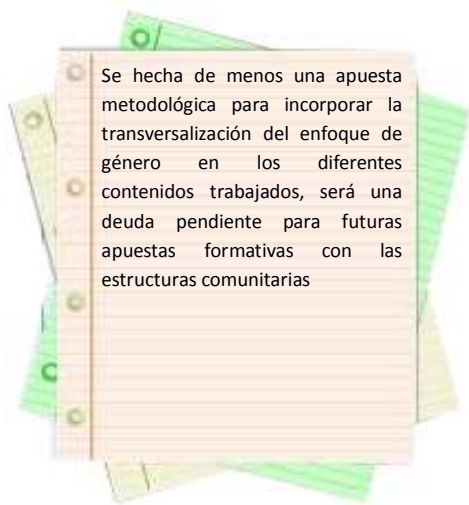 Se hecha de menos una apuesta
metodológica para incorporar la
transversalización del enfoque de
género en los diferentes
contenidos trabajados, será una
deuda pendiente para futuras
apuestas formativas con las
estructuras comunitarias